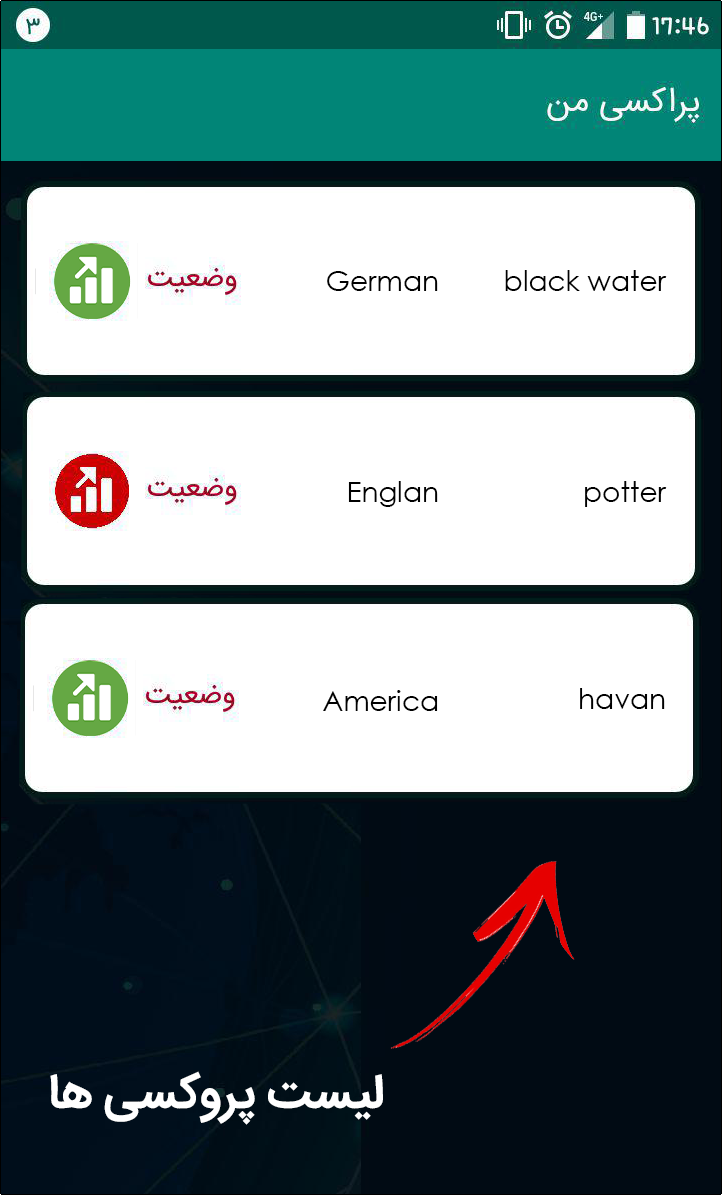 ۳ 4G+ 17:46
پراکسی من
black water German وضعیت
potter Englan وضعیت
havan America وضعیت
لیست پروکسی ها